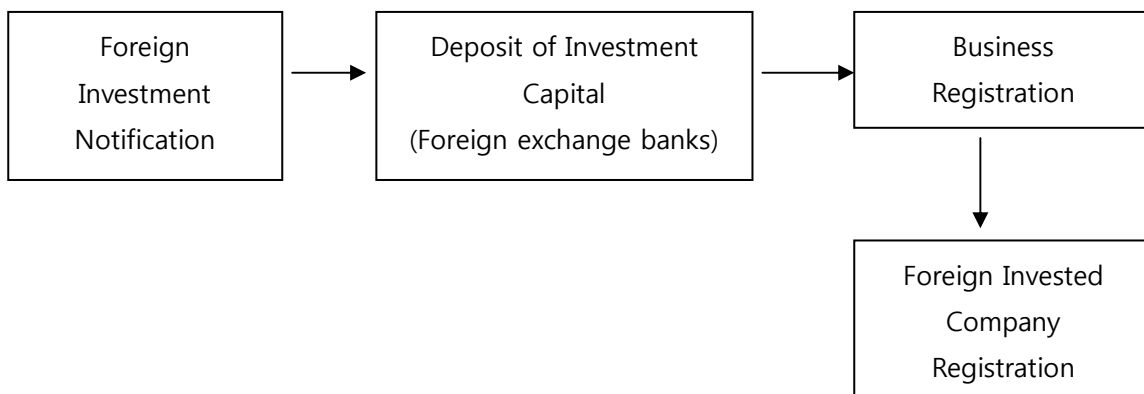 Foreign
Investment
Notification
Deposit of Investment
Capital
(Foreign exchange banks)
Business
Registration
Foreign Invested
Company
Registration